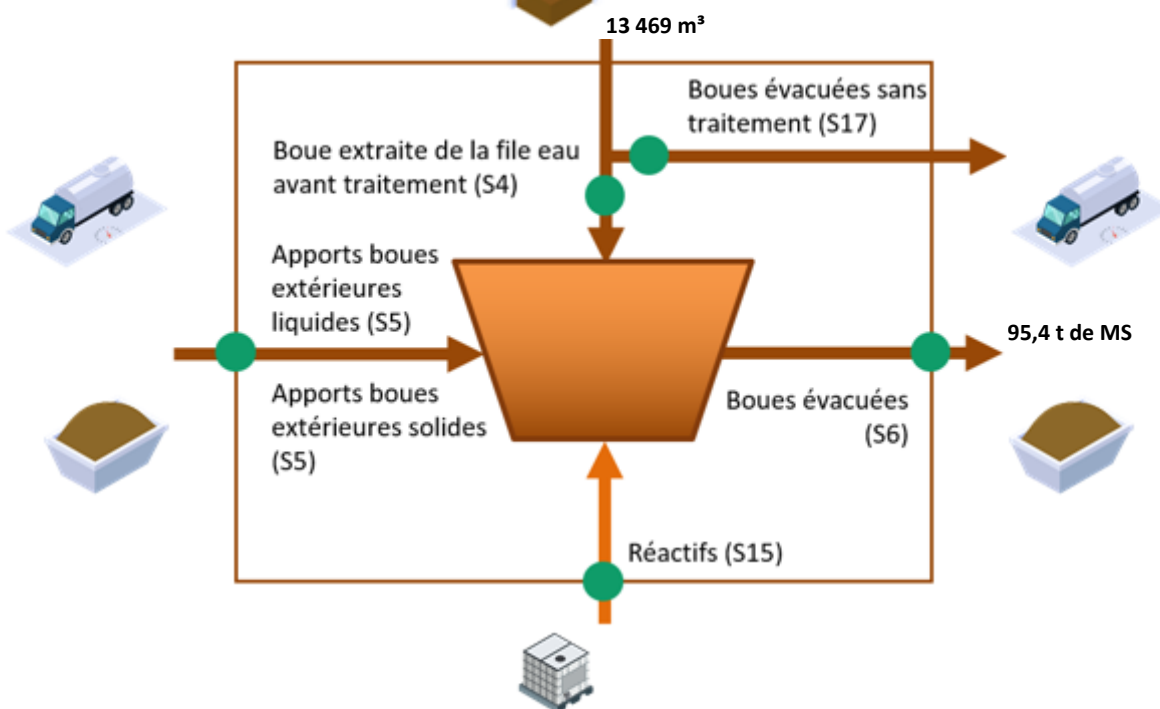 13 469 m³
Boues évacuées sans
traitement (S17)
Boue extraite de la file eau
avant traitement (S4)
Apports boues
extérieures
liquides (S5)
95,4 t de MS
Apports boues
extérieures solides
(S5)
Boues évacuées
(S6)
Réactifs (S15)